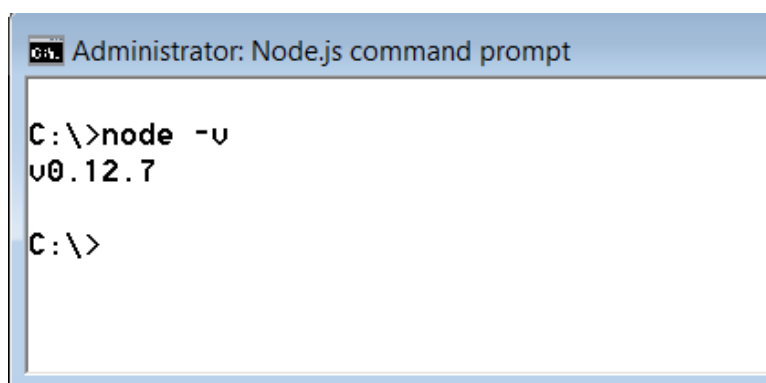 Administrator: Node.js command prompt
C:\>node -v
v0.12.7
C:\>